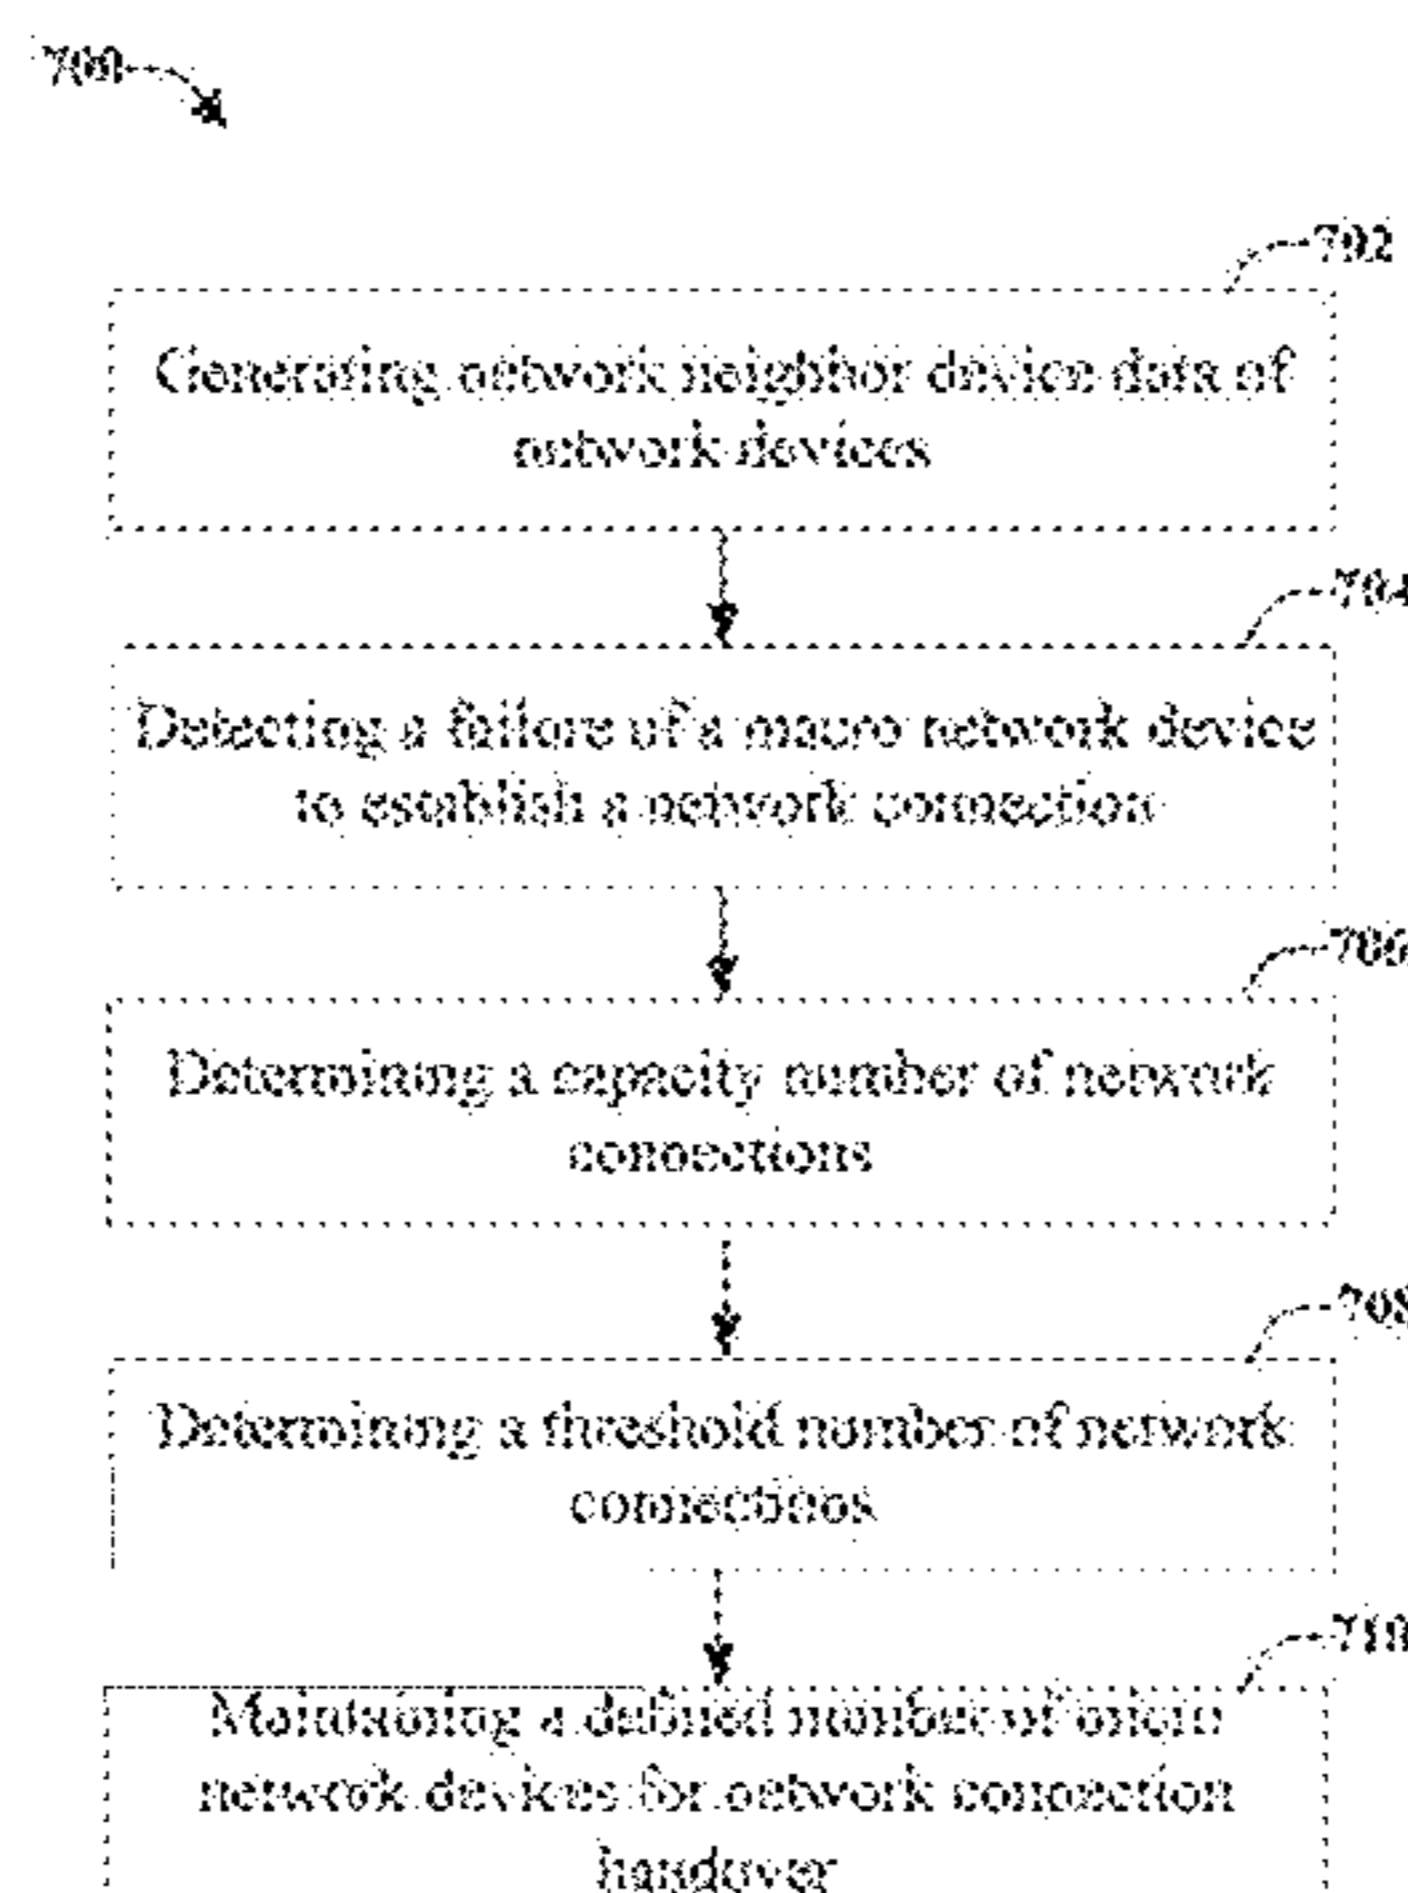 700
702
Generating network neighbor device data of
network devices
704
Detecting a failure of a macro network device
to establish a network connection
706
Determining a capacity number of network
connections
708
Determining a threshold number of network
connections
710
Maintaining a defined number of
network devices for network connection
handover